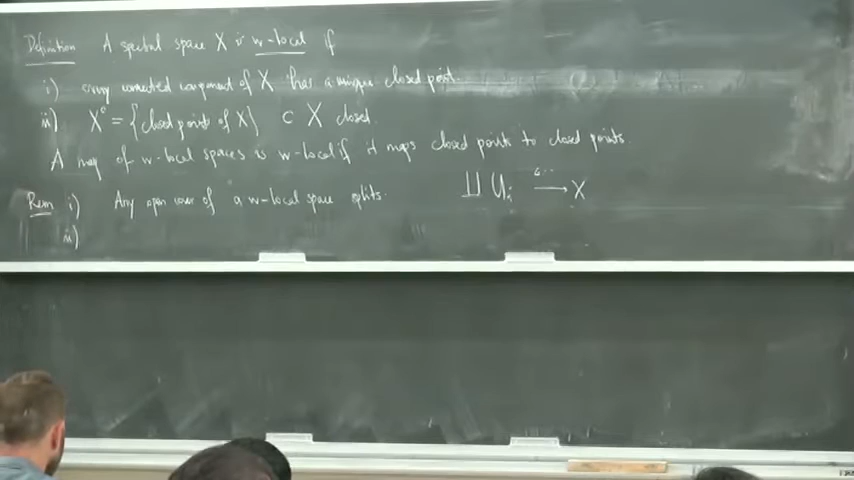 Definition A spectral space X is w-local if
i) every connected component of X has a unique closed point.
ii) X^c = {closed points of X} ⊂ X closed.
A map of w-local spaces is w-local if it maps closed points to closed points.
Rem i) Any open cover of a w-local space splits. ∐ U_i → X
ii)